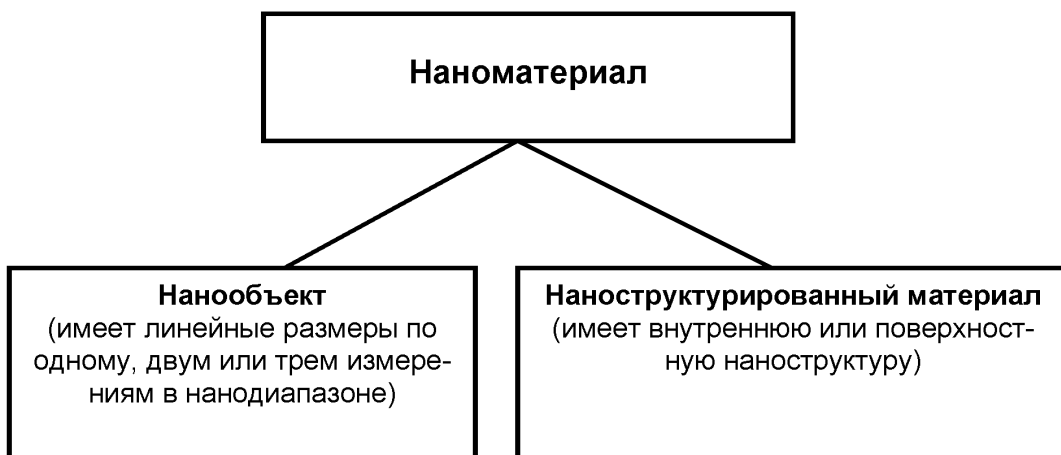 Наноматериал
Нанообъект
(имеет линейные размеры по
одному, двум или трем измере-
ниям в нанодиапазоне)
Наноструктурированный материал
(имеет внутреннюю или поверхност-
ную наноструктуру)